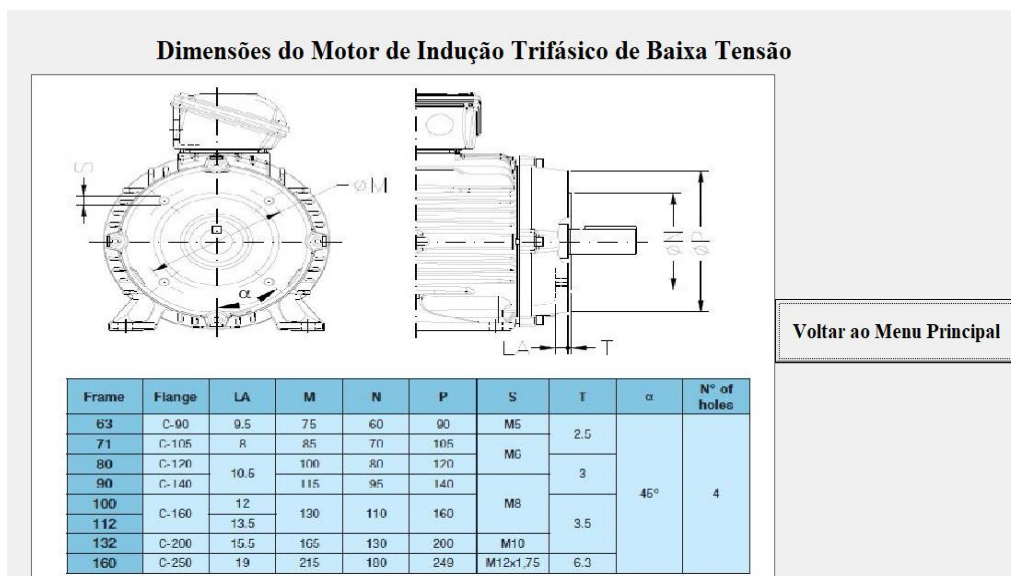 Dimensões do Motor de Indução Trifásico de Baixa Tensão
S
øM
α
øN
øP
LA
T
Voltar ao Menu Principal
Frame Flange LA M N P S T α N° of holes
63 C-90 9.5 75 60 90 M5 2.5 45° 4
71 C-105 8 85 70 105 M6
80 C-120 10.5 100 80 120 3
90 C-140 115 95 140 M8
100 C-160 12 130 110 160 3.5
112 13.5
132 C-200 15.5 165 130 200 M10
160 C-250 19 215 180 249 M12x1,75 6.3